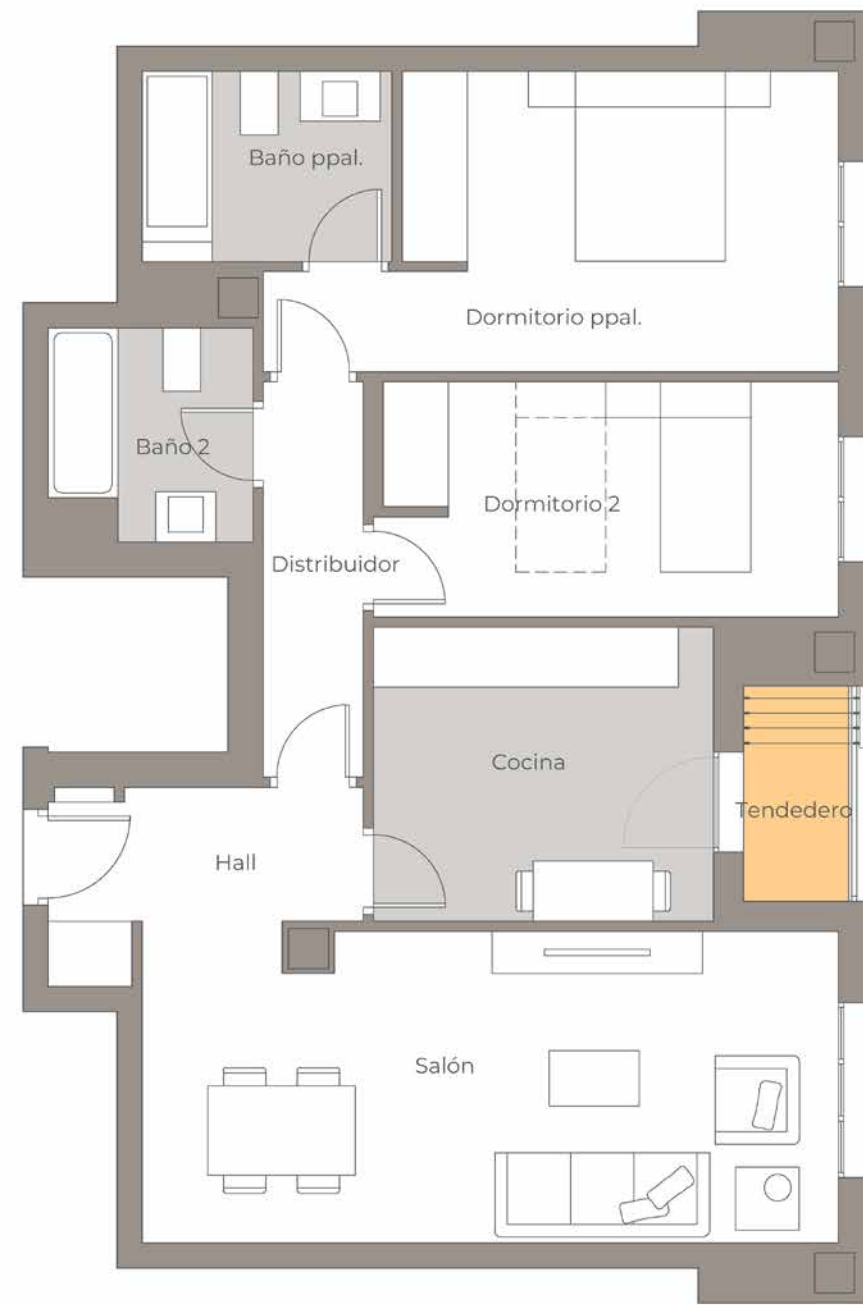 Baño ppal.
Dormitorio ppal.
Baño 2
Dormitorio 2
Distribuidor
Cocina
Tendedero
Hall
Salón